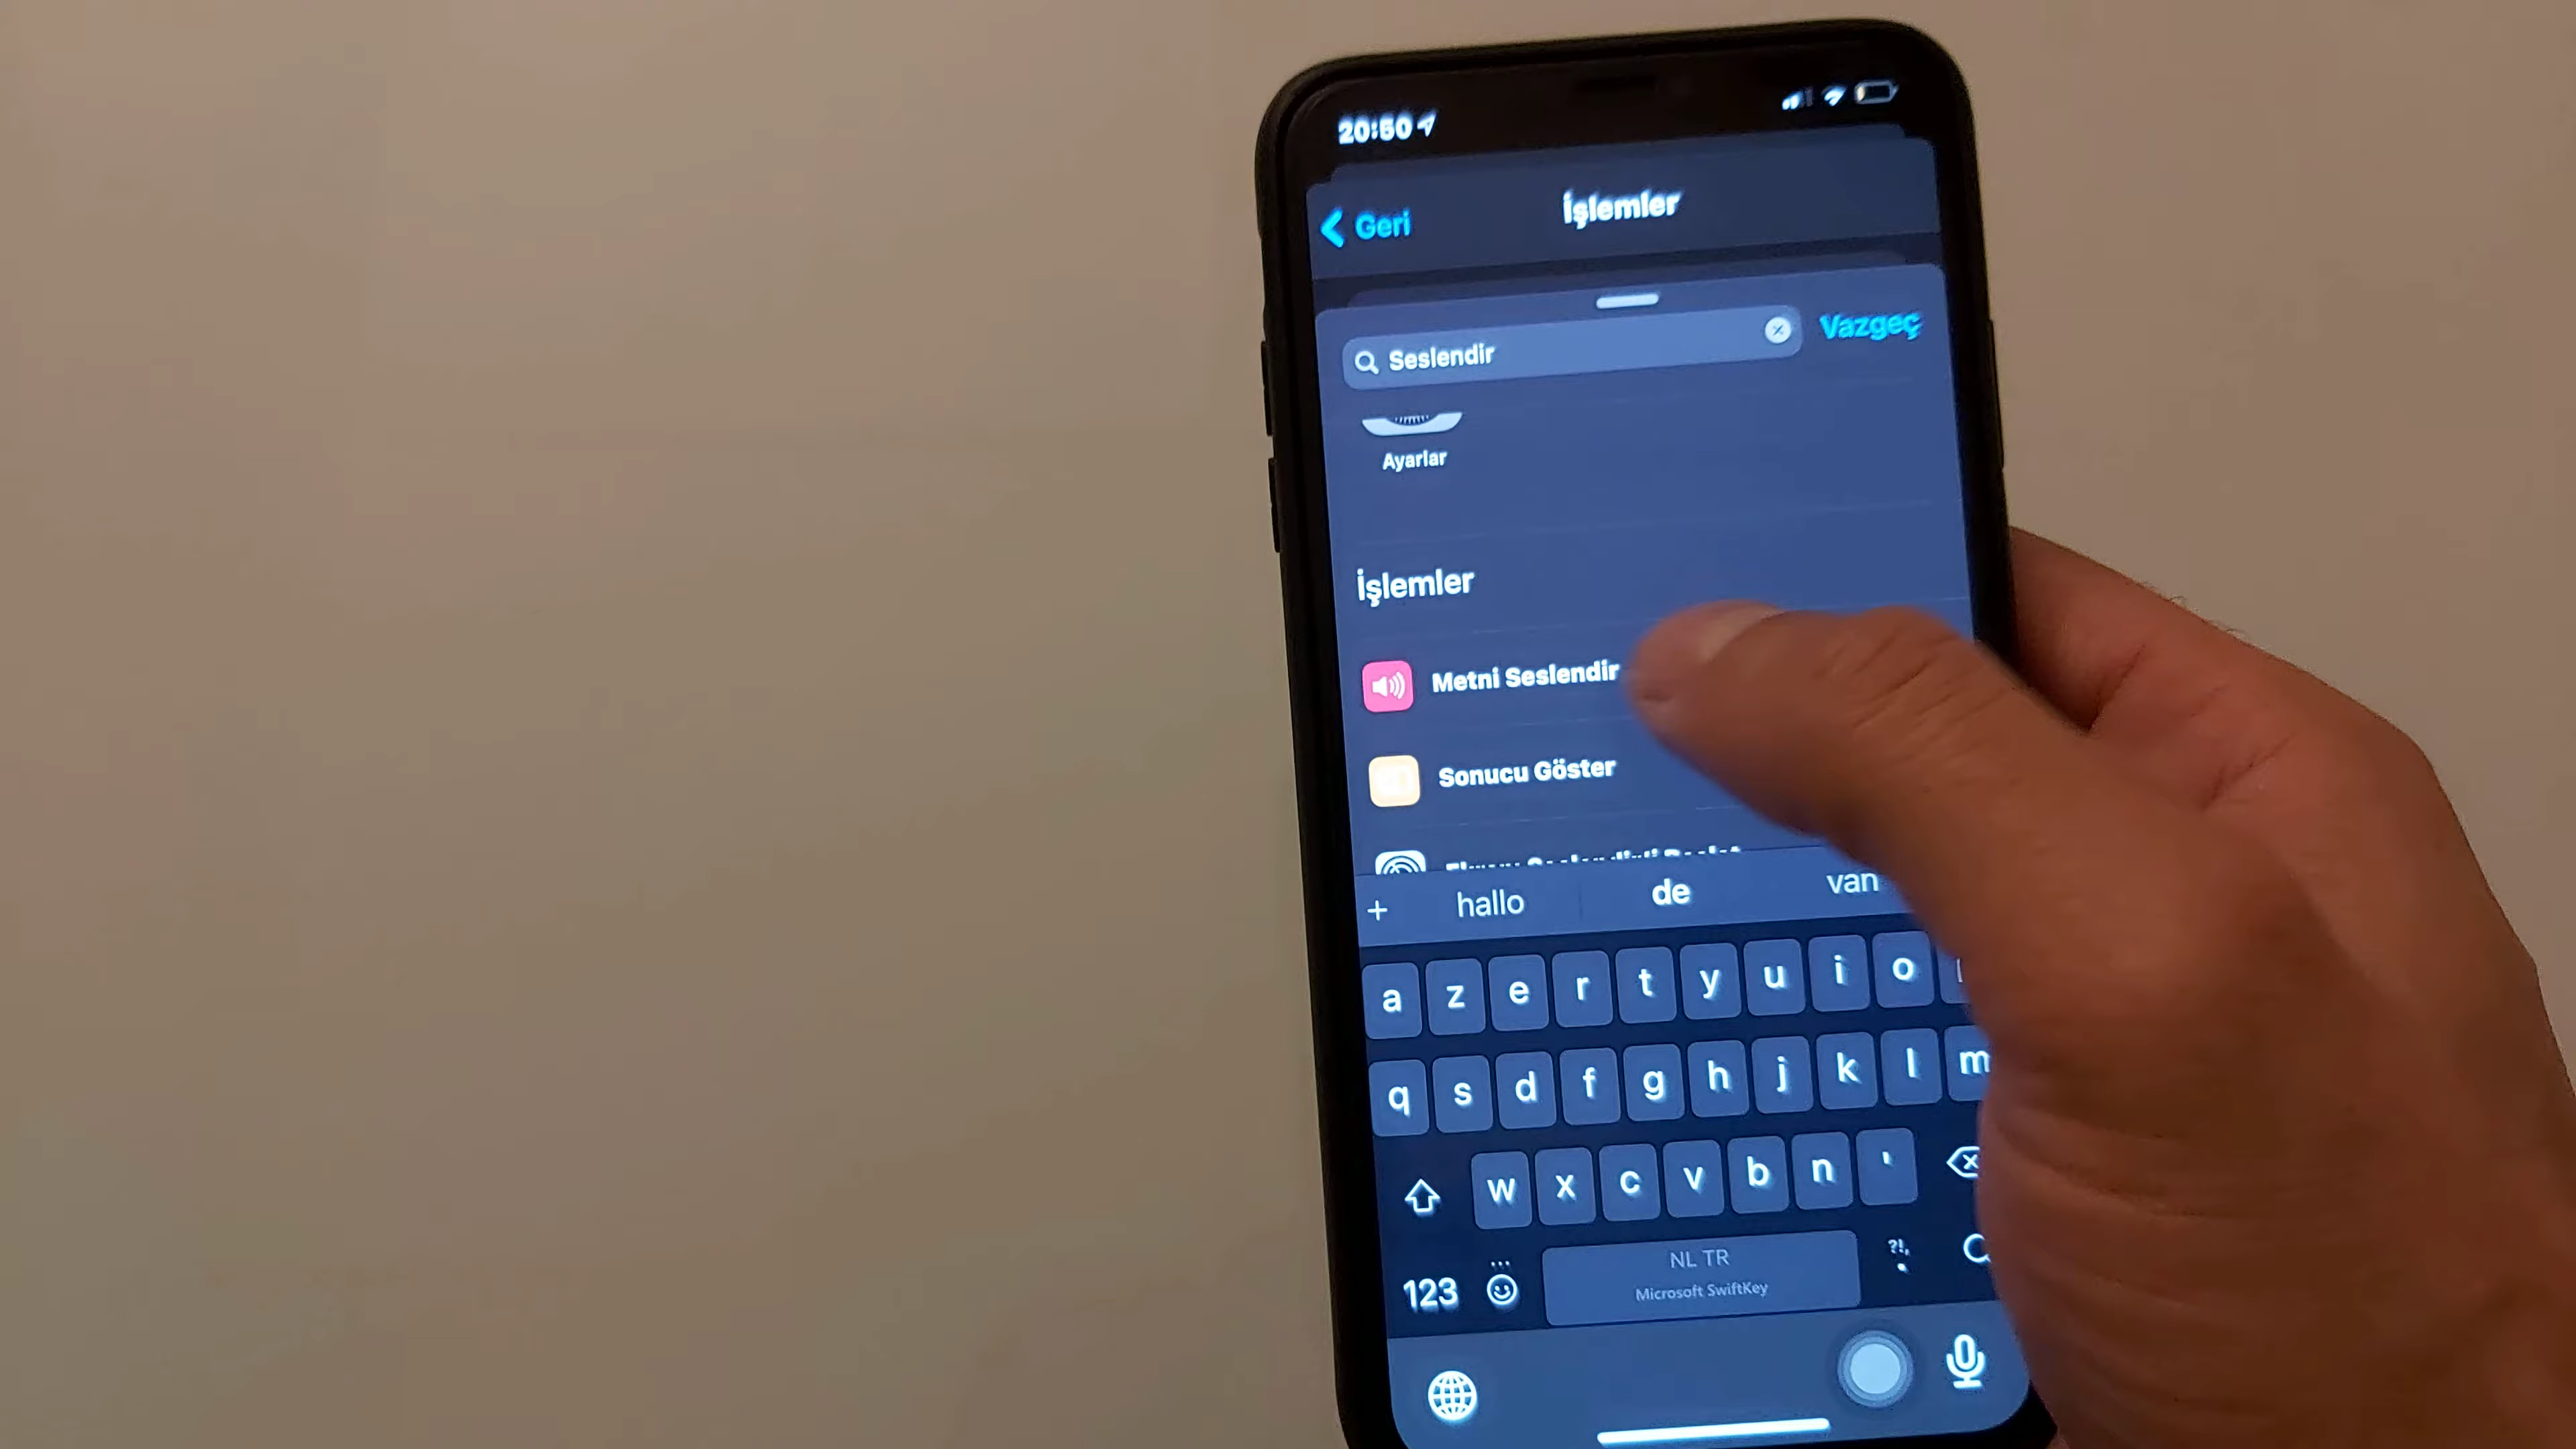 20:50
Geri
İşlemler
Seslendir
Vazgeç
Ayarlar
İşlemler
Metni Seslendir
Sonucu Göster
+ hallo de van
a z e r t y u i o
q s d f g h j k l m
w x c v b n '
123
NL TR
?!,
Microsoft SwiftKey